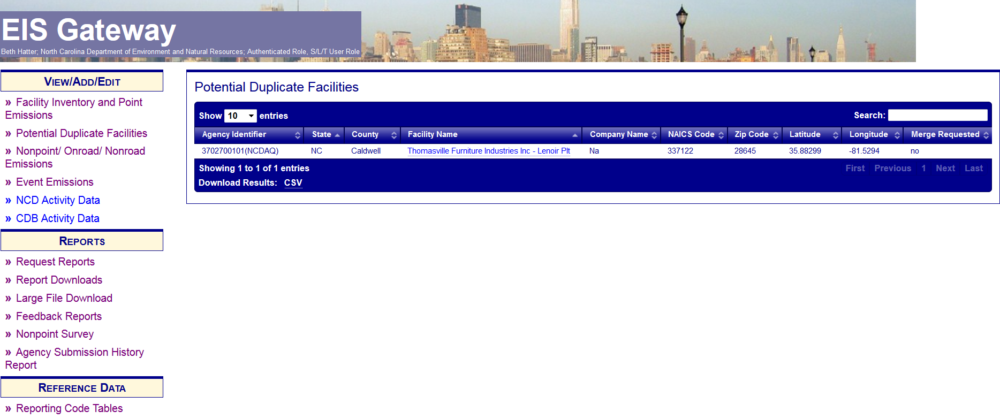 EIS Gateway
Beth Hatter; North Carolina Department of Environment and Natural Resources; Authenticated Role, S/L/T User Role
VIEW/ADD/EDIT
» Facility Inventory and Point
Emissions
» Potential Duplicate Facilities
» Nonpoint/ Onroad/ Nonroad
Emissions
» Event Emissions
» NCD Activity Data
» CDB Activity Data
REPORTS
» Request Reports
» Report Downloads
» Large File Download
» Feedback Reports
» Nonpoint Survey
» Agency Submission History
Report
REFERENCE DATA
» Reporting Code Tables
Potential Duplicate Facilities
Show 10 entries Search:
Agency Identifier State County Facility Name Company Name NAICS Code Zip Code Latitude Longitude Merge Requested
3702700101(NCDAQ) NC Caldwell Thomasville Furniture Industries Inc - Lenoir Plt Na 337122 28645 35.88299 -81.5294 no
Showing 1 to 1 of 1 entries First Previous 1 Next Last
Download Results: CSV